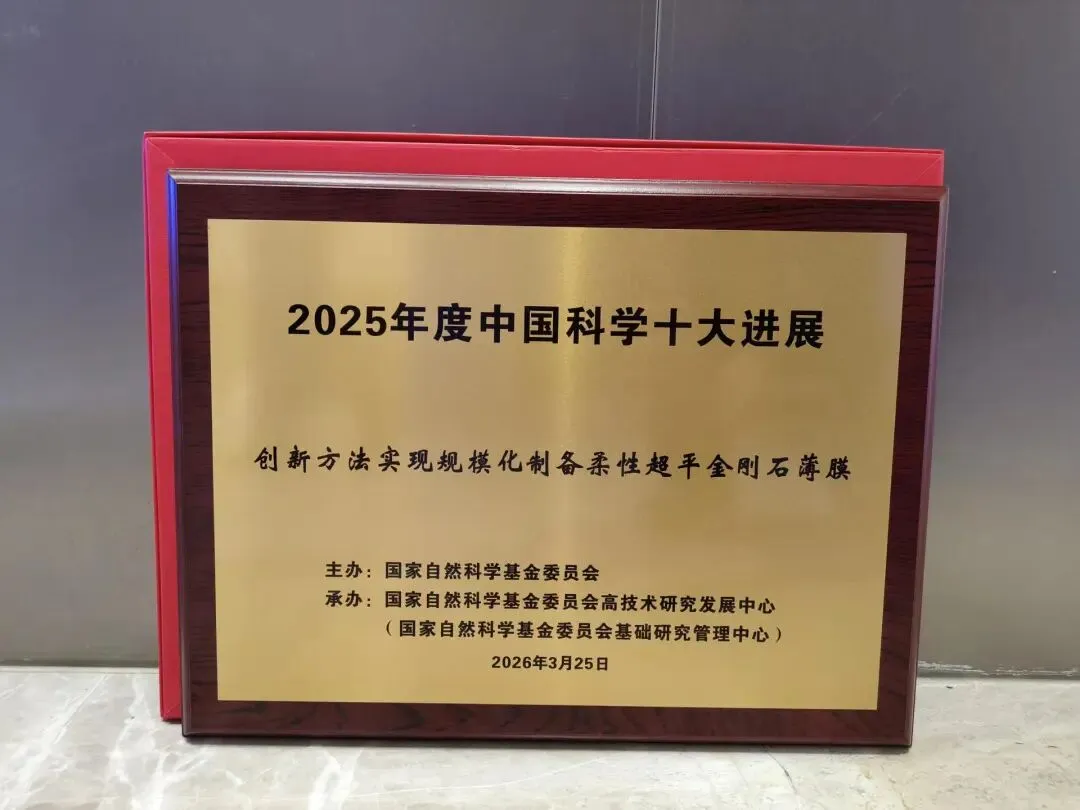 2025年度中国科学十大进展
创新方法实现规模化制备柔性超平金刚石薄膜
主办：国家自然科学基金委员会
承办：国家自然科学基金委员会高技术研究发展中心
（国家自然科学基金委员会基础研究管理中心）
2026年3月25日